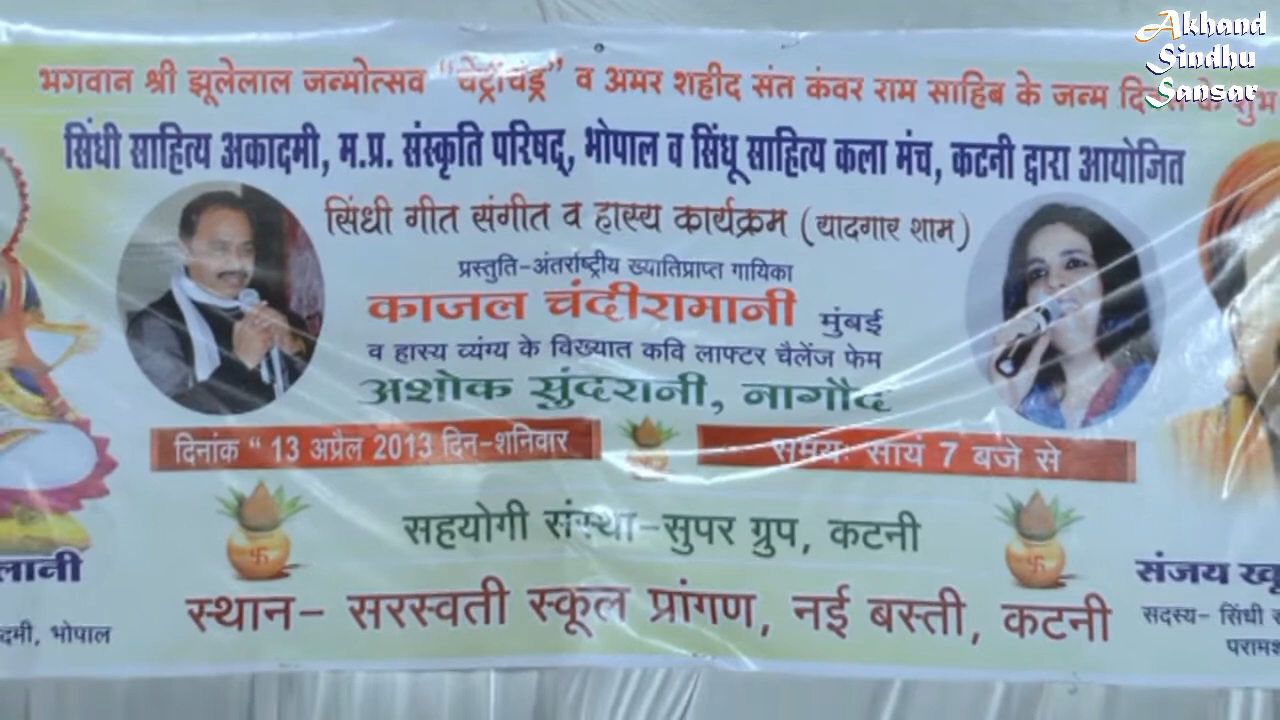 Akhand
Sindhu
Sansar
भगवान श्री झूलेलाल जन्मोत्सव "चेट्रीचंड्र" व अमर शहीद संत कंवर राम साहिब के जन्म
सिंधी साहित्य अकादमी, म.प्र. संस्कृति परिषद्, भोपाल व सिंधू साहित्य कला मंच, कटनी द्वारा आयोजित
सिंधी गीत संगीत व हास्य कार्यक्रम (यादगार शाम)
प्रस्तुति-अंतर्राष्ट्रीय ख्यातिप्राप्त गायिका
काजल चंदीरामानी मुंबई
व हास्य व्यंग्य के विख्यात कवि लाफ्टर चैलेंज फेम
अशोक सुंदरानी, नागौद
दिनांक " 13 अप्रैल 2013 दिन-शनिवार समयः सायं 7 बजे से
सहयोगी संस्था-सुपर ग्रुप, कटनी
स्थान- सरस्वती स्कूल प्रांगण, नई बस्ती, कटनी
लानी
दमी, भोपाल
संजय
सदस्य- सिंधी